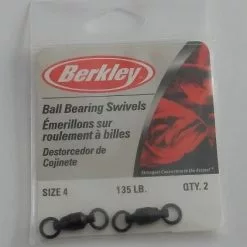 Berkley
Ball Bearing Swivels
Émerillons sur
roulement à billes
Destorcedor de
Cojinete
SIZE 4 135 LB. QTY. 2